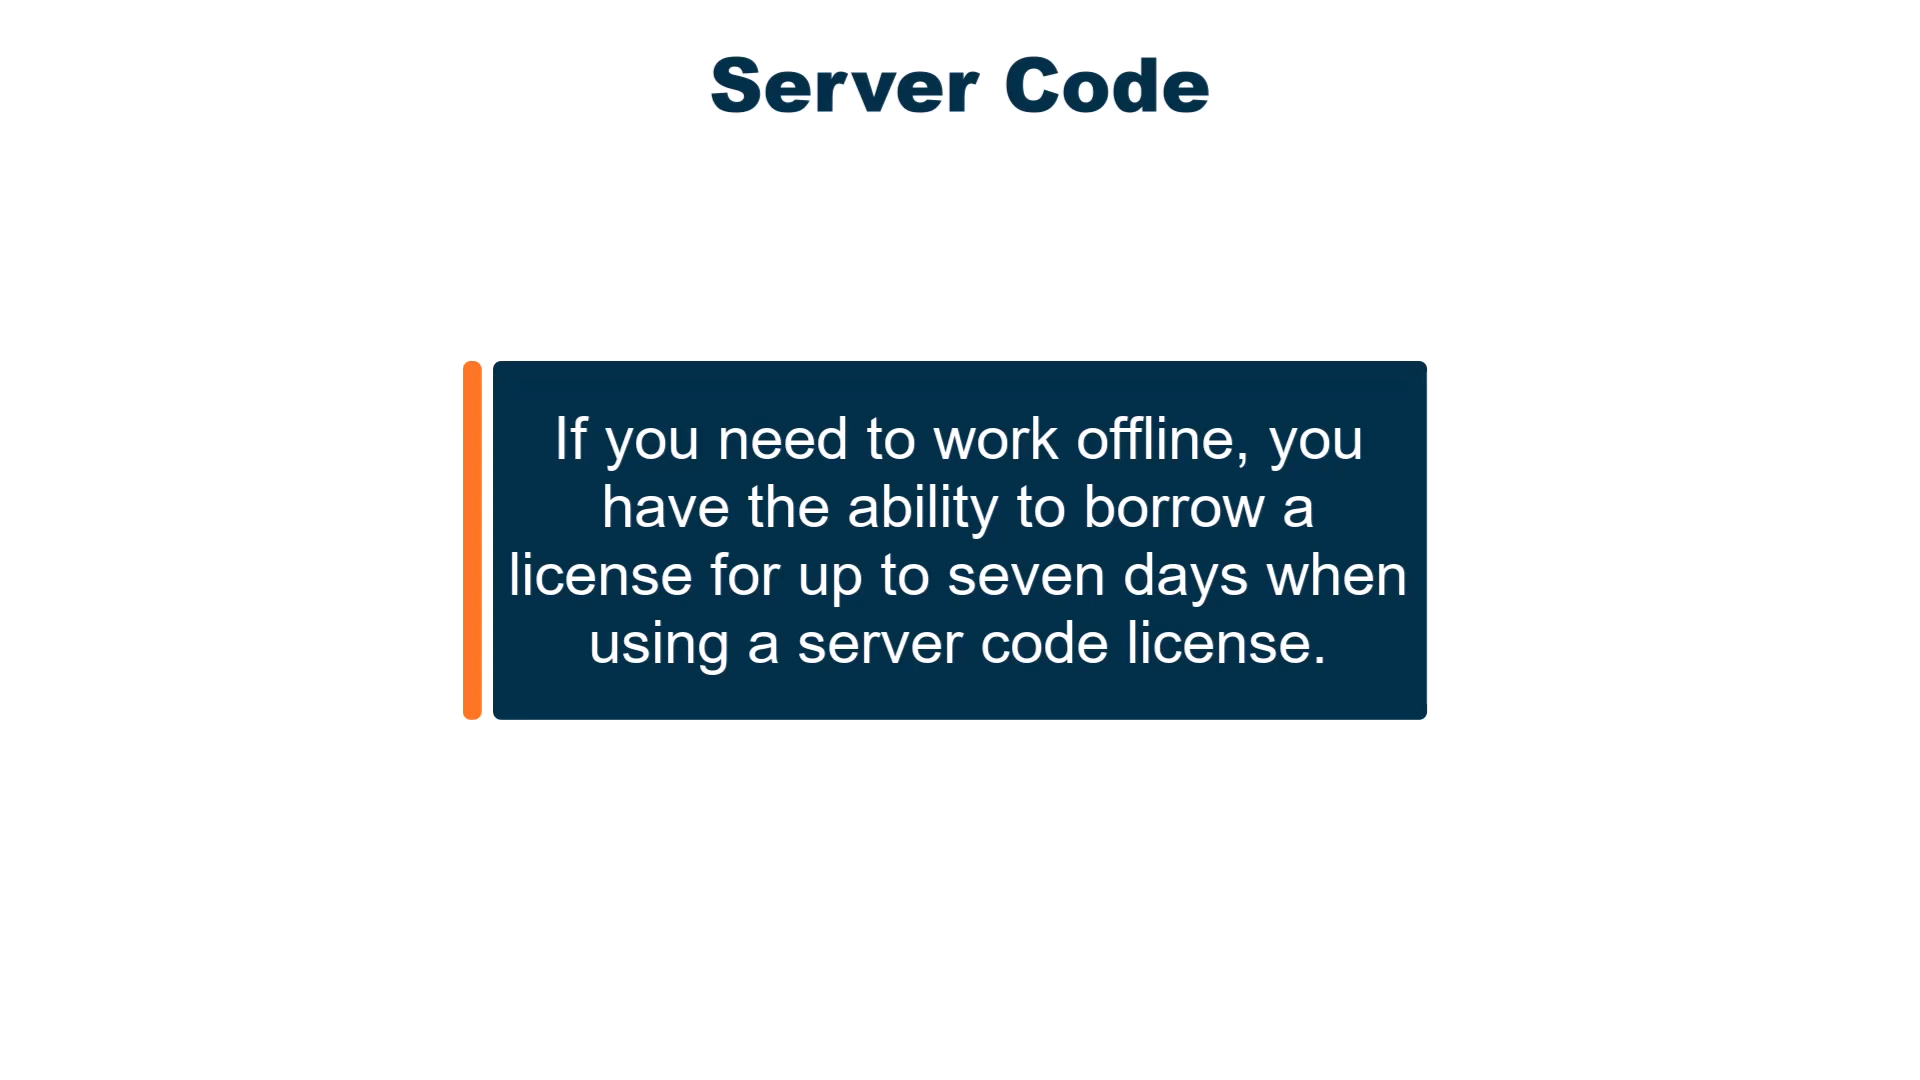 Server Code
If you need to work offline, you
have the ability to borrow a
license for up to seven days when
using a server code license.